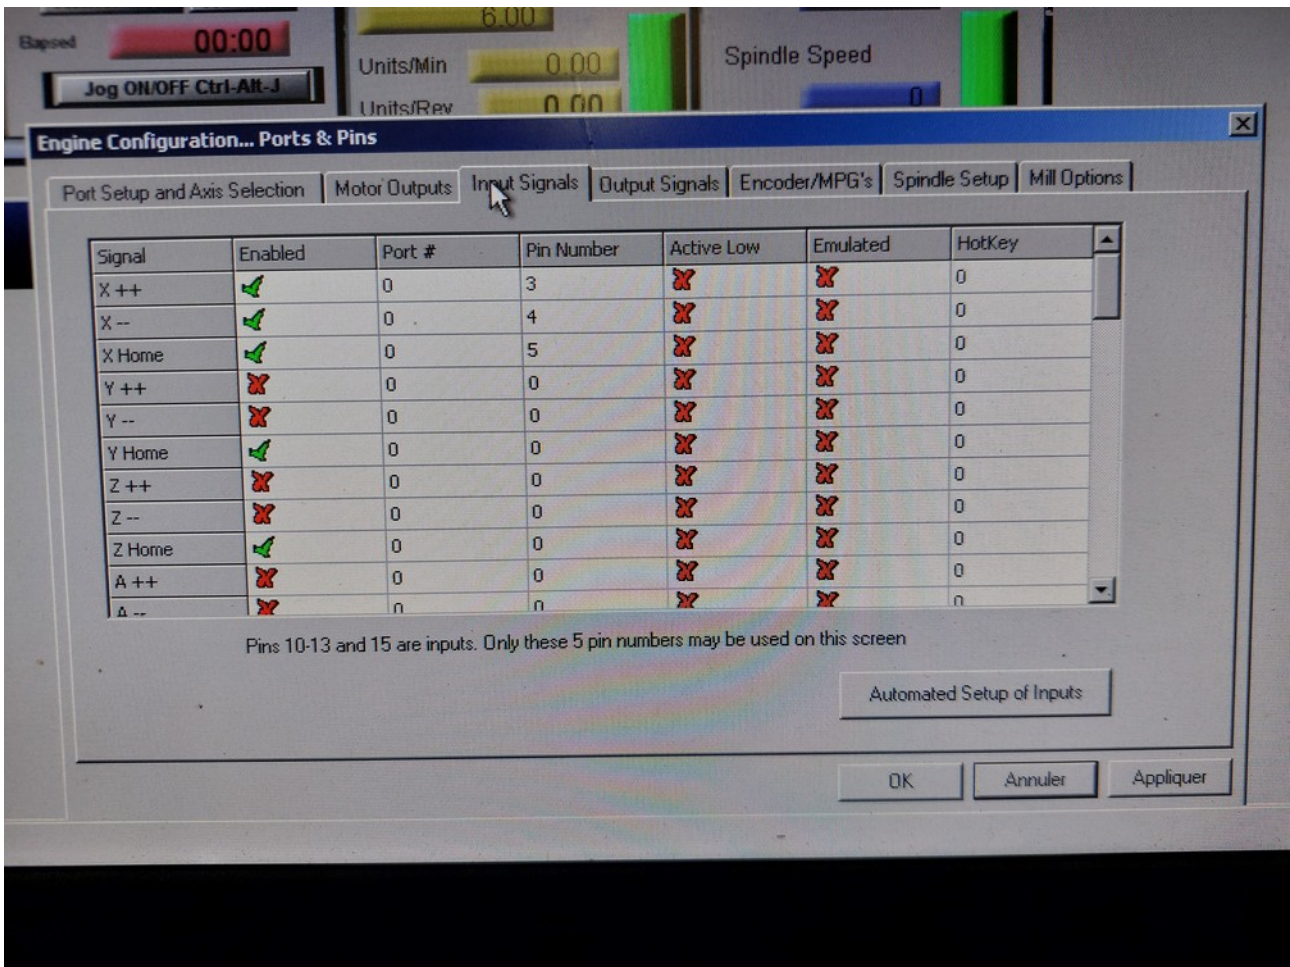 6.00
Elapsed 00:00
Units/Min 0.00 Spindle Speed
Jog ON/OFF Ctrl-Alt-J
Units/Rev 0.00 0
Engine Configuration... Ports & Pins
Port Setup and Axis Selection Motor Outputs Input Signals Output Signals Encoder/MPG's Spindle Setup Mill Options
Signal Enabled Port # Pin Number Active Low Emulated HotKey
X ++ 0 3 0
X -- 0 4 0
X Home 0 5 0
Y ++ 0 0 0
Y -- 0 0 0
Y Home 0 0 0
Z ++ 0 0 0
Z -- 0 0 0
Z Home 0 0 0
A ++ 0 0 0
A -- 0 0 0
Pins 10-13 and 15 are inputs. Only these 5 pin numbers may be used on this screen
Automated Setup of Inputs
OK Annuler Appliquer